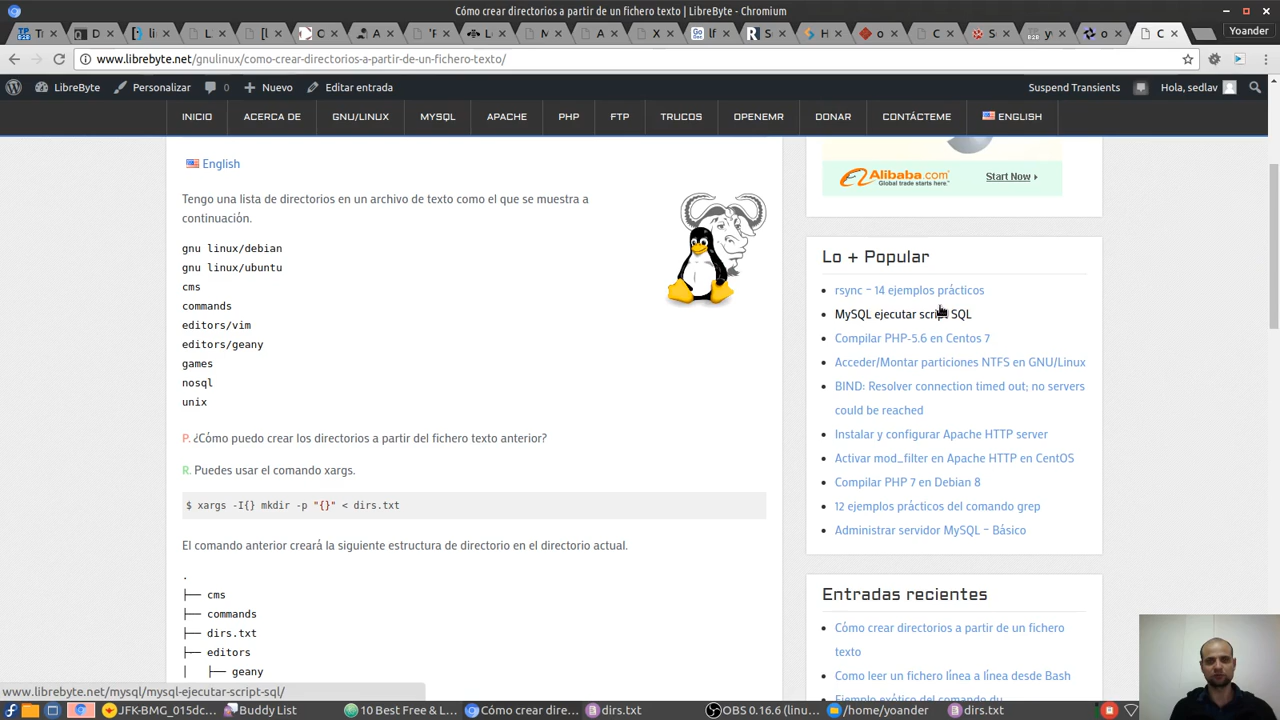 Cómo crear directorios a partir de un fichero texto | LibreByte - Chromium
Yoander
www.librebyte.net/gnulinux/como-crear-directorios-a-partir-de-un-fichero-texto/
LibreByte Personalizar 0 Nuevo Editar entrada Suspend Transients Hola, sedlav
INICIO ACERCA DE GNU/LINUX MYSQL APACHE PHP FTP TRUCOS OPENEMR DONAR CONTÁCTEME ENGLISH
English
Tengo una lista de directorios en un archivo de texto como el que se muestra a
continuación.
gnu linux/debian
gnu linux/ubuntu
cms
commands
editors/vim
editors/geany
games
nosql
unix
P. ¿Cómo puedo crear los directorios a partir del fichero texto anterior?
R. Puedes usar el comando xargs.
$ xargs -I{} mkdir -p "{}" < dirs.txt
El comando anterior creará la siguiente estructura de directorio en el directorio actual.
.
├── cms
├── commands
├── dirs.txt
├── editors
│   ├── geany
Alibaba.com
Global trade starts here.™
Start Now
Lo + Popular
rsync – 14 ejemplos prácticos
MySQL ejecutar script SQL
Compilar PHP-5.6 en Centos 7
Acceder/Montar particiones NTFS en GNU/Linux
BIND: Resolver connection timed out; no servers
could be reached
Instalar y configurar Apache HTTP server
Activar mod_filter en Apache HTTP en CentOS
Compilar PHP 7 en Debian 8
12 ejemplos prácticos del comando grep
Administrar servidor MySQL – Básico
Entradas recientes
Cómo crear directorios a partir de un fichero
texto
Como leer un fichero línea a línea desde Bash
Ejemplo exótico del comando du
www.librebyte.net/mysql/mysql-ejecutar-script-sql/
JFK-BMG_015dc... Buddy List 10 Best Free & L... Cómo crear dire... dirs.txt OBS 0.16.6 (linu... /home/yoander dirs.txt